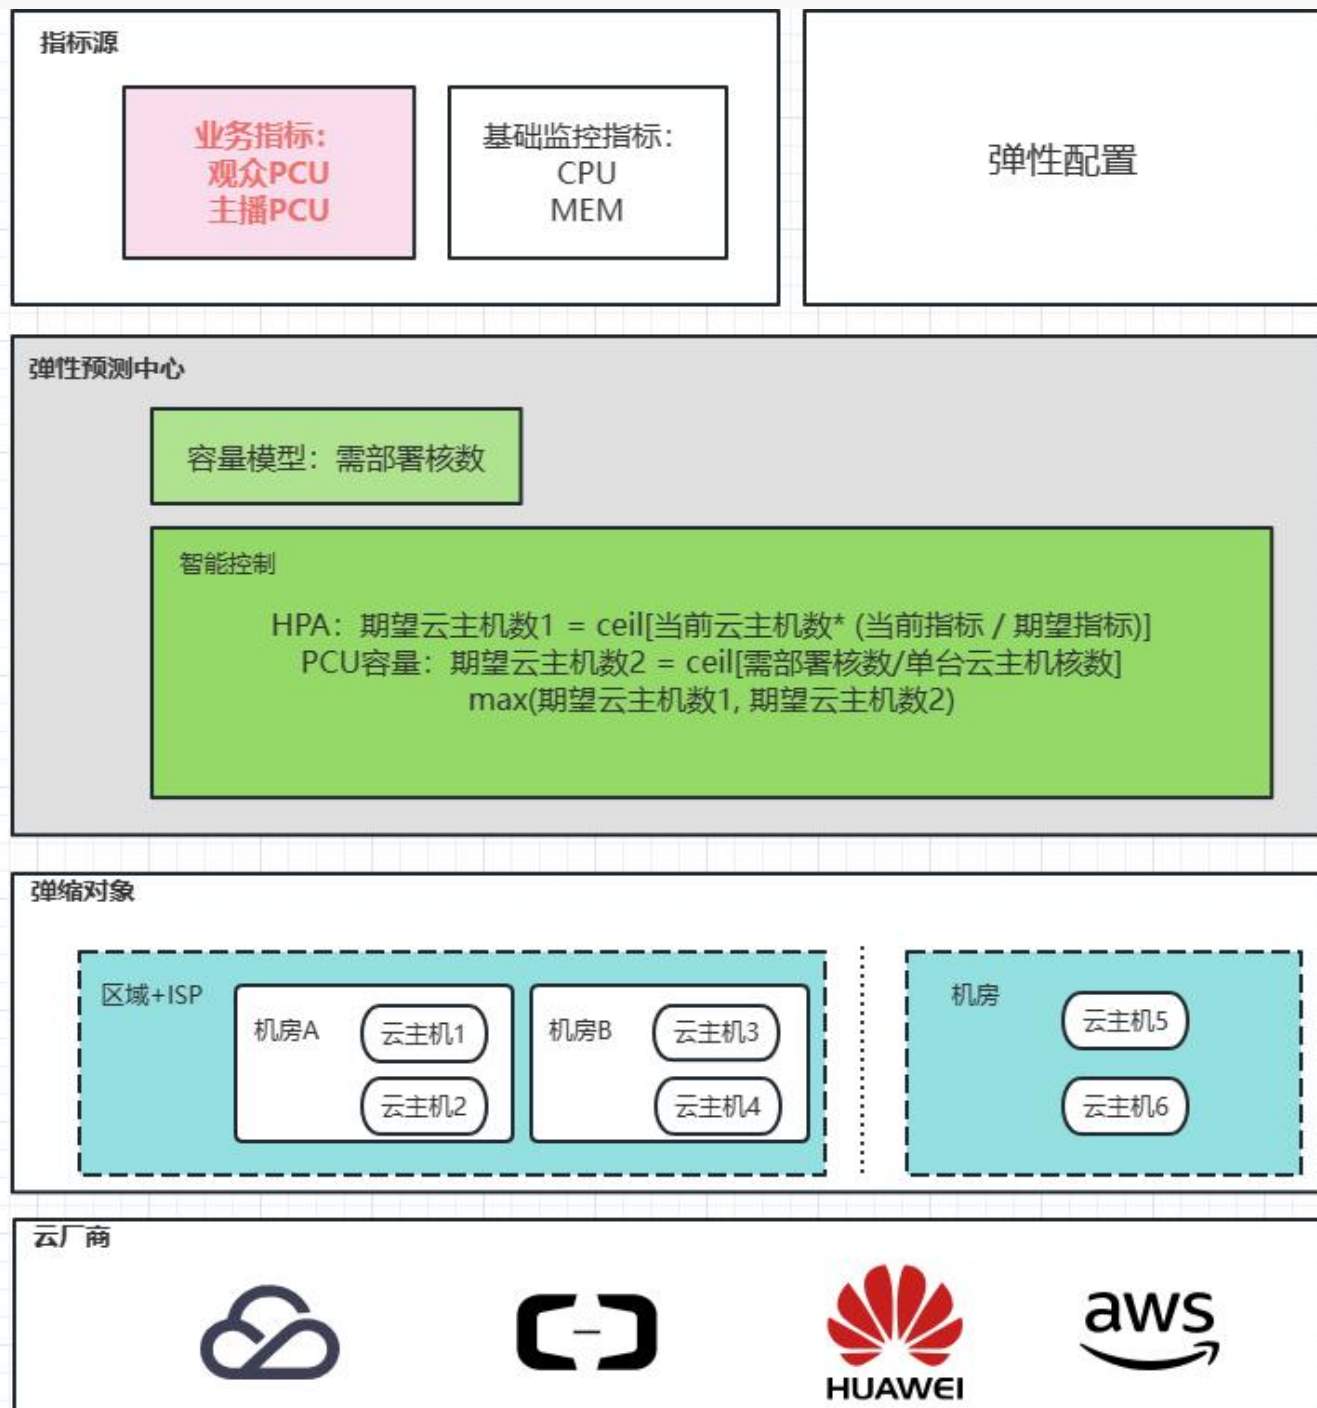 指标源
业务指标：
观众PCU
主播PCU
基础监控指标：
CPU
MEM
弹性配置
弹性预测中心
容量模型：需部署核数
智能控制
HPA：期望云主机数1 = ceil[当前云主机数* (当前指标 / 期望指标)]
PCU容量：期望云主机数2 = ceil[需部署核数/单台云主机核数]
max(期望云主机数1, 期望云主机数2)
弹缩对象
区域+ISP
机房A
云主机1
云主机2
机房B
云主机3
云主机4
机房
云主机5
云主机6
云厂商
HUAWEI
aws